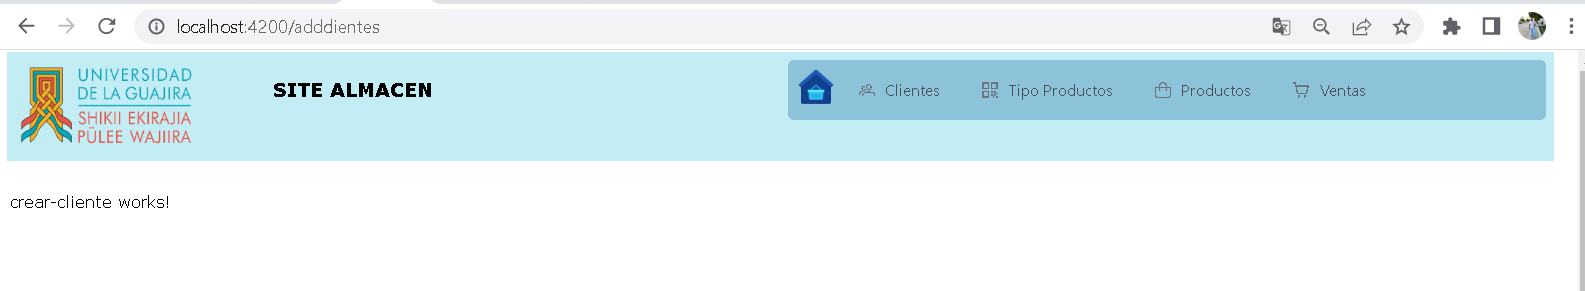 localhost:4200/adddientes
UNIVERSIDAD
DE LA GUAJIRA
SHIKII EKIRAJIA
PÜLEE WAJIIRA
SITE ALMACEN
Clientes
Tipo Productos
Productos
Ventas
crear-cliente works!